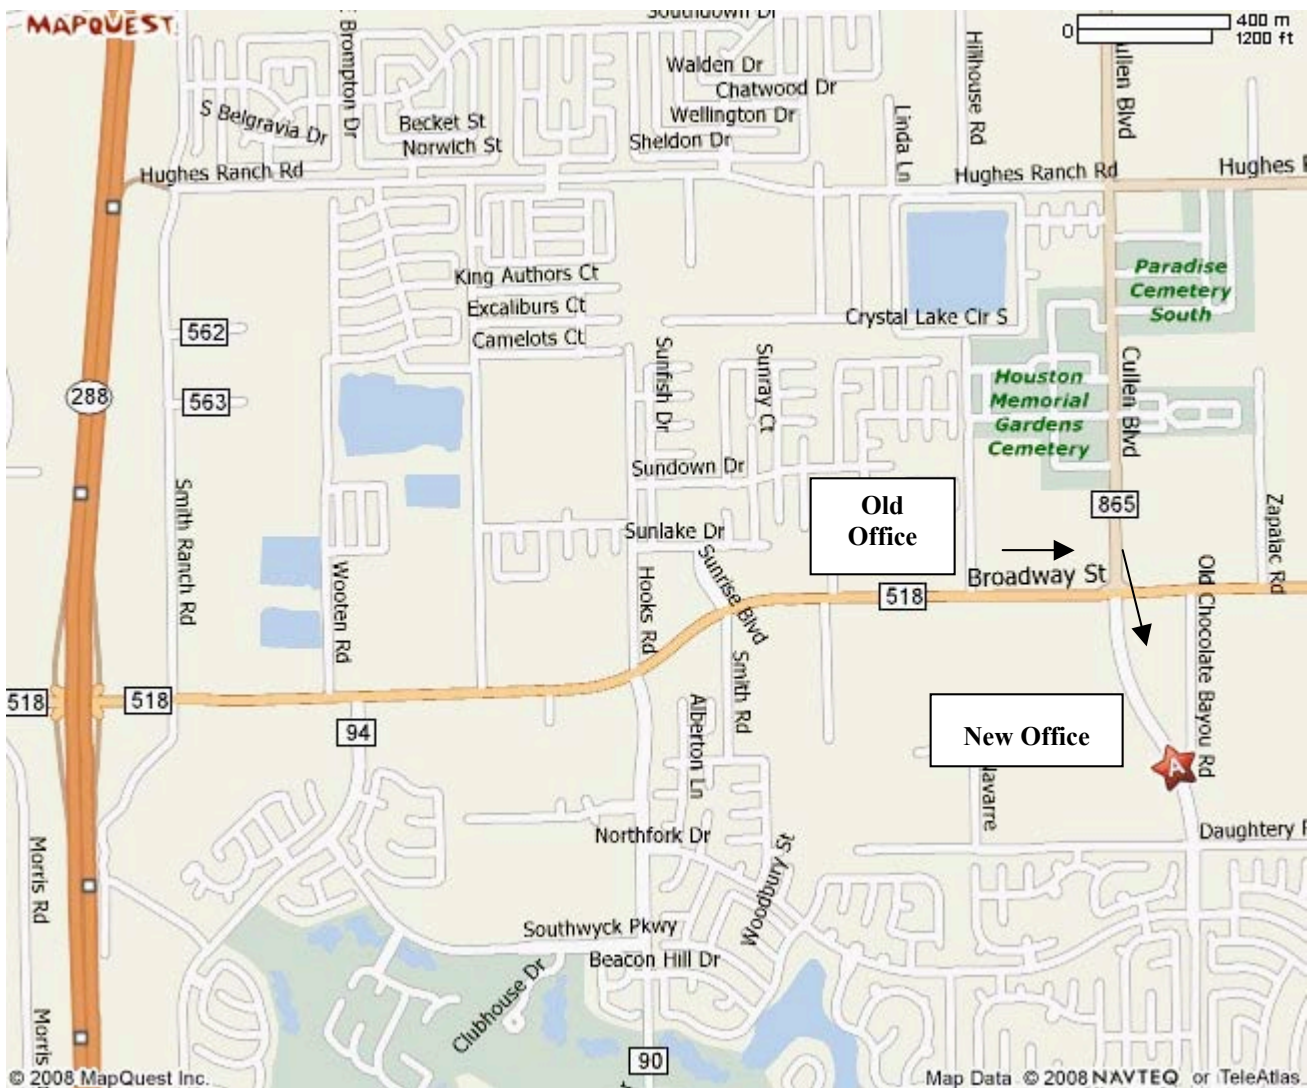 MAPQUEST
Southdown Dr
400 m
0
1200 ft
Brompton Dr
Walden Dr
Chatwood Dr
Hillhouse Rd
Cullen Blvd
S Belgravia Dr
Becket St
Wellington Dr
Linda Ln
Norwich St
Sheldon Dr
Hughes Ranch Rd
Hughes Ranch Rd
Hughes
King Authors Ct
Paradise
Cemetery
South
Excaliburs Ct
562
Crystal Lake Cir S
Camelots Ct
Sunfish Dr
Sunray Ct
Cullen Blvd
288
563
Houston
Memorial
Gardens
Cemetery
Sundown Dr
Smith Ranch Rd
Old
Office
865
Zapalac Rd
Sunlake Dr
Sunrise Blvd
Broadway St
Old Chocolate Bayou Rd
Wooten Rd
Hooks Rd
518
Smith Rd
518
518
94
Alberton Ln
New Office
A
Navarre
Northfork Dr
Daughtery
Morris Rd
Woodbury St
Southwyck Pkwy
Beacon Hill Dr
Clubhouse Dr
Morris
90
© 2008 MapQuest Inc.
Map Data © 2008 NAVTEQ or TeleAtlas